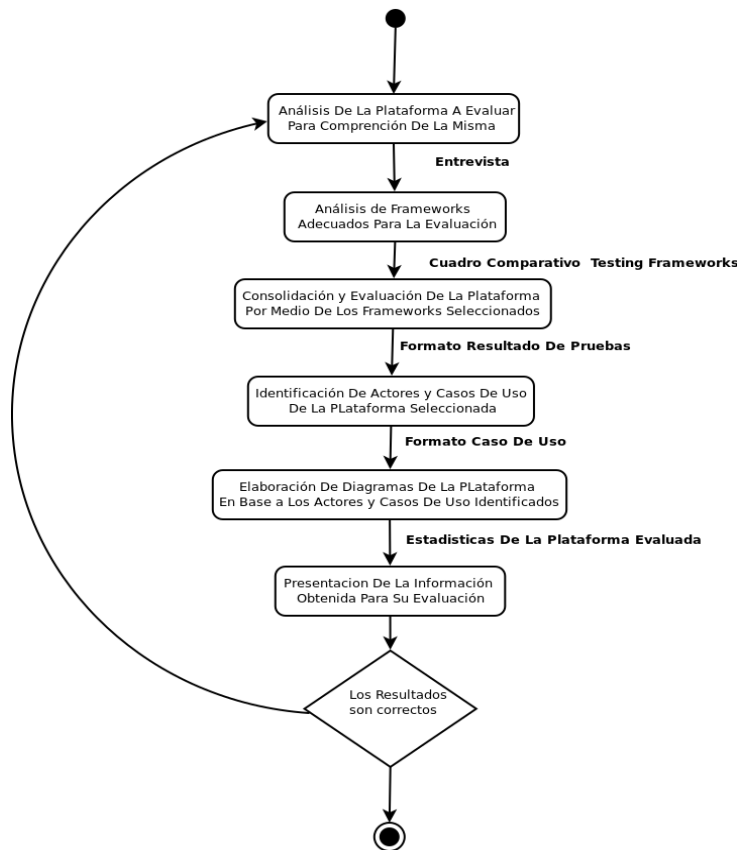 Análisis De La Plataforma A Evaluar
Para Comprención De La Misma
Entrevista
Análisis de Frameworks
Adecuados Para La Evaluación
Cuadro Comparativo Testing Frameworks
Consolidación y Evaluación De La Plataforma
Por Medio De Los Frameworks Seleccionados
Formato Resultado De Pruebas
Identificación De Actores y Casos De Uso
De La PLataforma Seleccionada
Formato Caso De Uso
Elaboración De Diagramas De La PLataforma
En Base a Los Actores y Casos De Uso Identificados
Estadisticas De La Plataforma Evaluada
Presentacion De La Información
Obtenida Para Su Evaluación
Los Resultados
son correctos